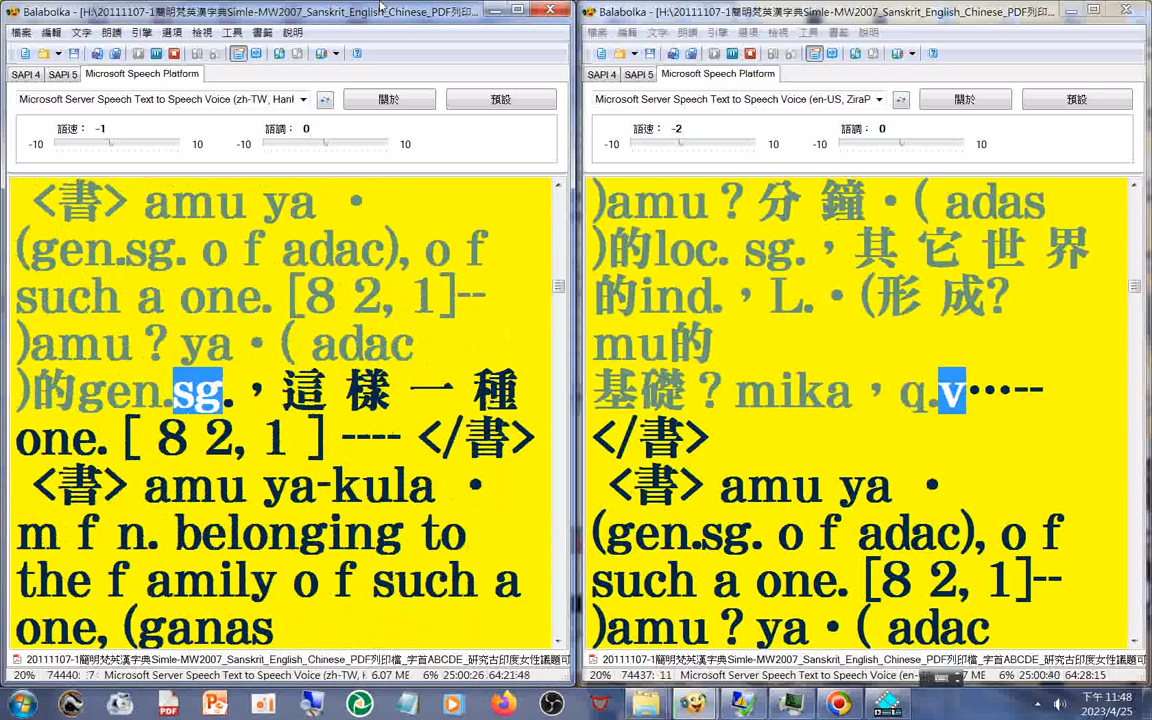 Balabolka - [H:\20111107-1簡明梵英漢字典Simle-MW2007_Sanskrit_English_Chinese_PDF列印...
檔案 編輯 文字 朗讀 引擎 選項 檢視 工具 書籤 說明
SAPI 4 SAPI 5 Microsoft Speech Platform
Microsoft Server Speech Text to Speech Voice (zh-TW, HanH
關於 預設
語速： -1 語調： 0
-10 10 -10 10
<書> amu ya •
(gen.sg. o f adac), o f
such a one. [8 2, 1]--
)amu？ya•( adac
)的gen.sg.，這 樣 一 種
one. [ 8 2, 1 ] ---- </書>
<書> amu ya-kula •
m f n. belonging to
the f amily o f such a
one, (ganas
20111107-1簡明梵英漢字典Simle-MW2007_Sanskrit_English_Chinese_PDF列印檔_字首ABCDE_研究古印度女性議題可
20% 74440: :7 Microsoft Server Speech Text to Speech Voice (zh-TW, H 6.07 MB 6% 25:00:26.64:21:48
Balabolka - [H:\20111107-1簡明梵英漢字典Simle-MW2007_Sanskrit_English_Chinese_PDF列印...
檔案 編輯 文字 朗讀 引擎 選項 檢視 工具 書籤 說明
SAPI 4 SAPI 5 Microsoft Speech Platform
Microsoft Server Speech Text to Speech Voice (en-US, ZiraP
關於 預設
語速： -2 語調： 0
-10 10 -10 10
)amu？分 鐘•( adas
)的loc. sg.，其 它 世 界
的ind.，L.•(形 成?
mu的
基礎？mika，q.v…--
</書>
<書> amu ya •
(gen.sg. o f adac), o f
such a one. [8 2, 1]--
)amu？ya•( adac
20111107-1簡明梵英漢字典Simle-MW2007_Sanskrit_English_Chinese_PDF列印檔_字首ABCDE_研究古印度女性議題可
20% 74437: 11 Microsoft Server Speech Text to Speech Voice (en-US, 6% 25:00:40 64:28:15
下午 11:48
2023/4/25